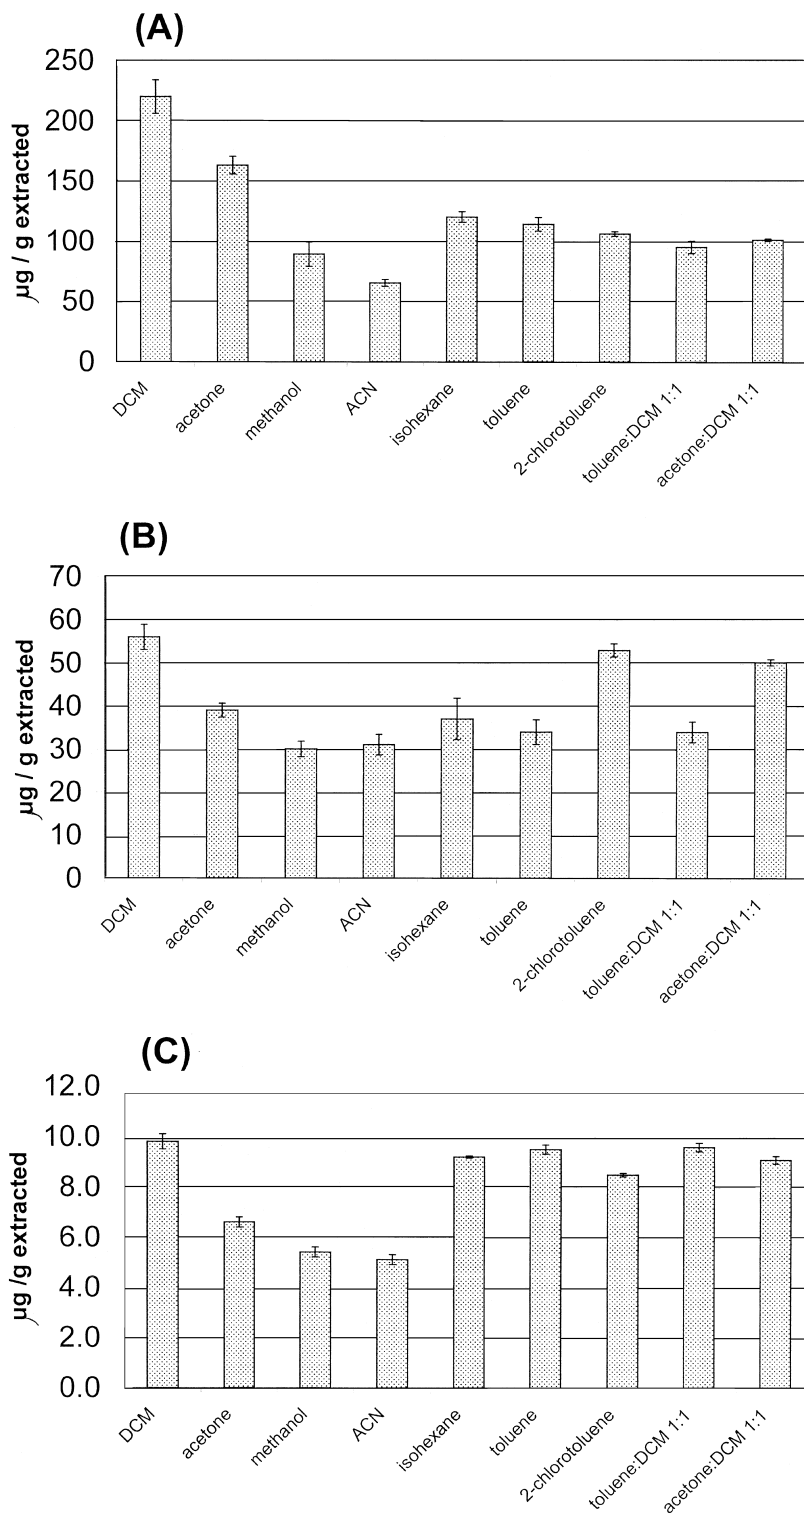 (A)
250
200
150
100
50
0
µg / g extracted
DCM
acetone
methanol
ACN
isohexane
toluene
2-chlorotoluene
toluene:DCM 1:1
acetone:DCM 1:1
(B)
70
60
50
40
30
20
10
0
µg / g extracted
DCM
acetone
methanol
ACN
isohexane
toluene
2-chlorotoluene
toluene:DCM 1:1
acetone:DCM 1:1
(C)
12.0
10.0
8.0
6.0
4.0
2.0
0.0
µg /g extracted
DCM
acetone
methanol
ACN
isohexane
toluene
2-chlorotoluene
toluene:DCM 1:1
acetone:DCM 1:1